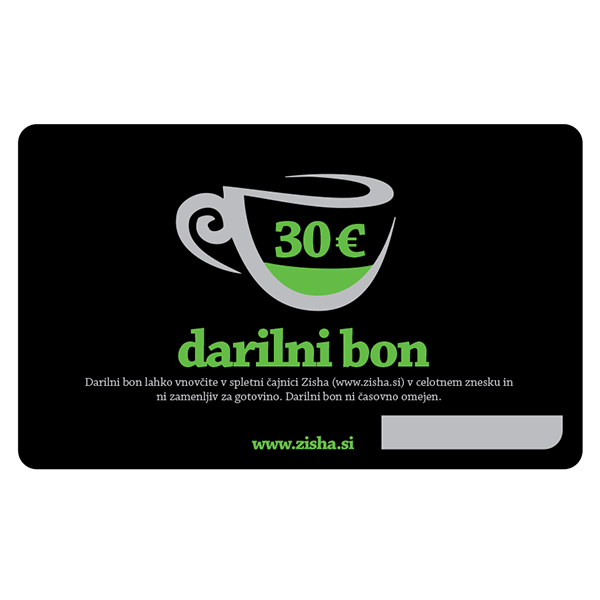 30 €
darilni bon
Darilni bon lahko vnovčite v spletni čajnici Zisha (www.zisha.si) v celotnem znesku in
ni zamenljiv za gotovino. Darilni bon ni časovno omejen.
www.zisha.si